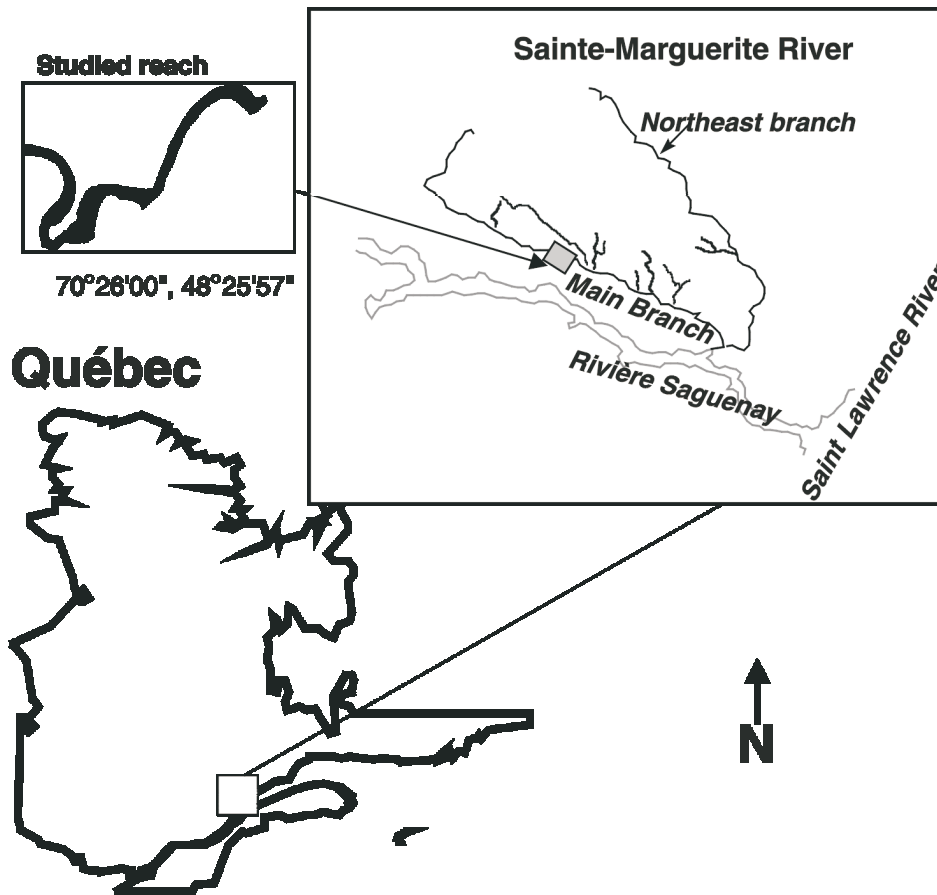 Sainte-Marguerite River
Studied reach
Northeast branch
70°26'00", 48°25'57"
Main Branch
Rivière Saguenay
Saint Lawrence River
Québec
N